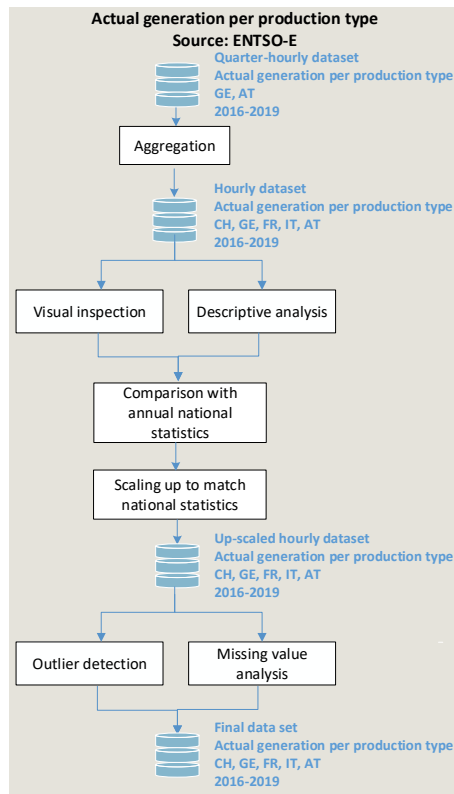 Actual generation per production type
Source: ENTSO-E
Quarter-hourly dataset
Actual generation per production type
GE, AT
2016-2019
Aggregation
Hourly dataset
Actual generation per production type
CH, GE, FR, IT, AT
2016-2019
Visual inspection
Descriptive analysis
Comparison with
annual national
statistics
Scaling up to match
national statistics
Up-scaled hourly dataset
Actual generation per production type
CH, GE, FR, IT, AT
2016-2019
Outlier detection
Missing value
analysis
Final data set
Actual generation per production type
CH, GE, FR, IT, AT
2016-2019